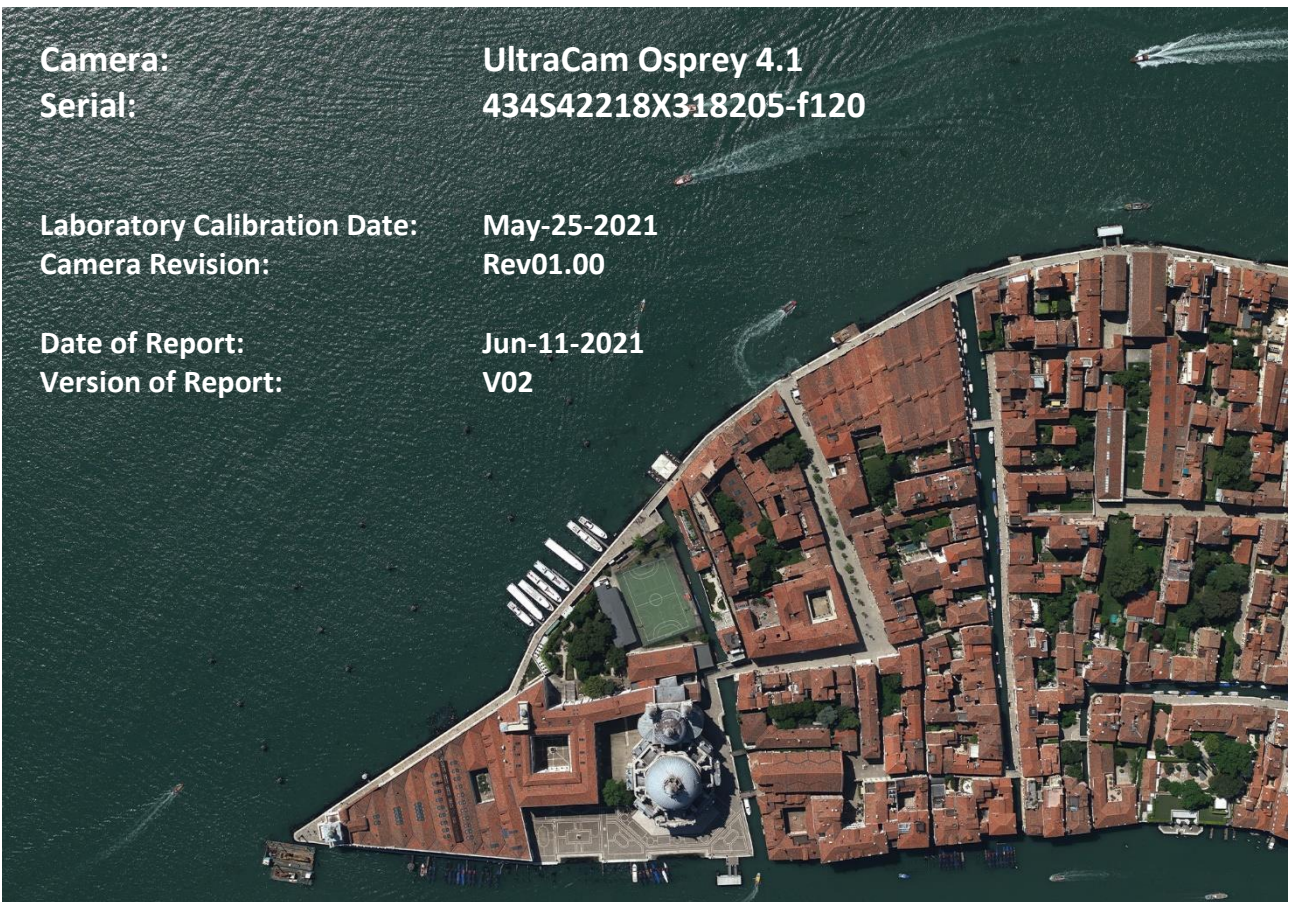 Camera: UltraCam Osprey 4.1
Serial: 434S42218X318205-f120
Laboratory Calibration Date: May-25-2021
Camera Revision: Rev01.00
Date of Report: Jun-11-2021
Version of Report: V02